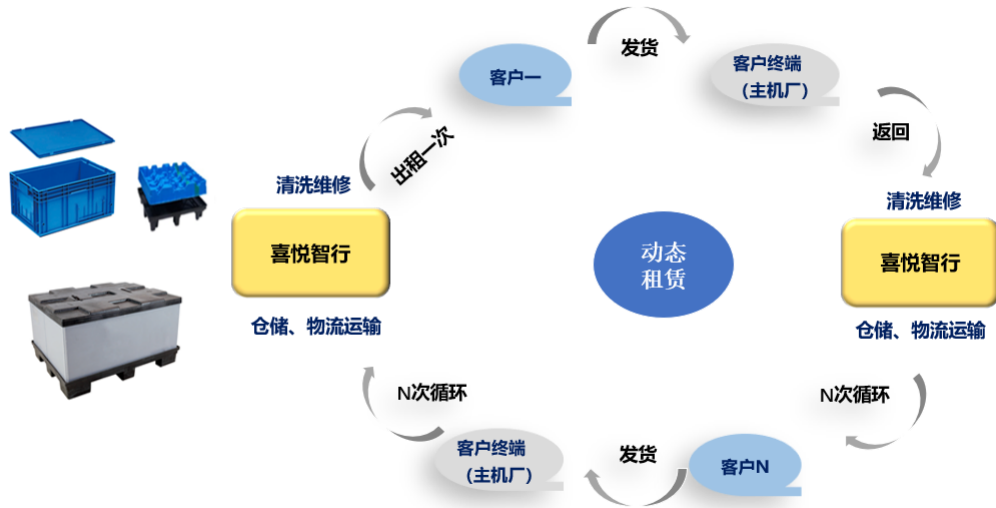 客户一
发货
客户终端
（主机厂）
返回
出租一次
清洗维修
喜悦智行
仓储、物流运输
动态
租赁
清洗维修
喜悦智行
仓储、物流运输
N次循环
N次循环
客户终端
（主机厂）
发货
客户N